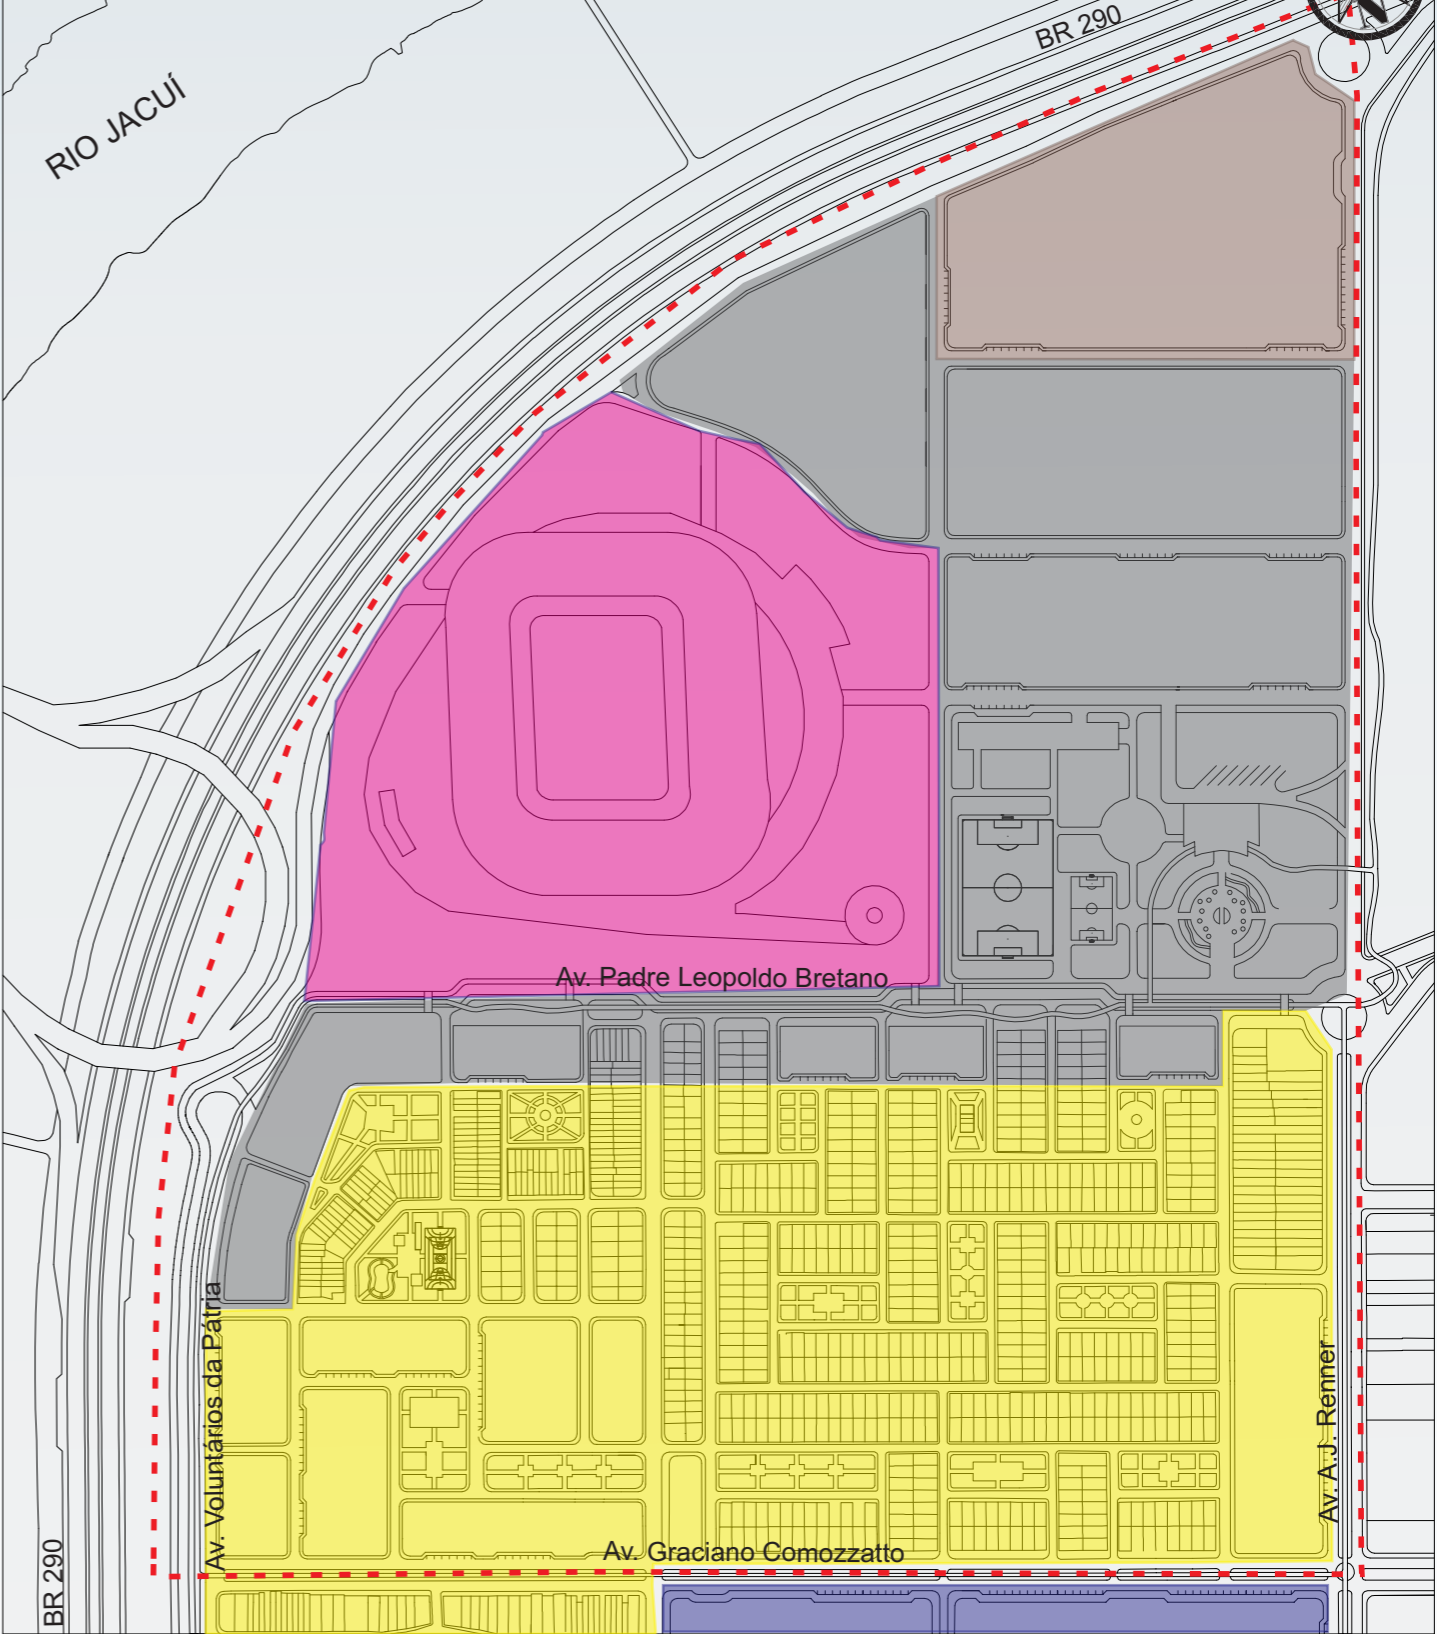 BR 290
RIO JACUÍ
Av. Padre Leopoldo Bretano
Av. Voluntários da Pátria
Av. A.J. Renner
Av. Graciano Comozzatto
BR 290